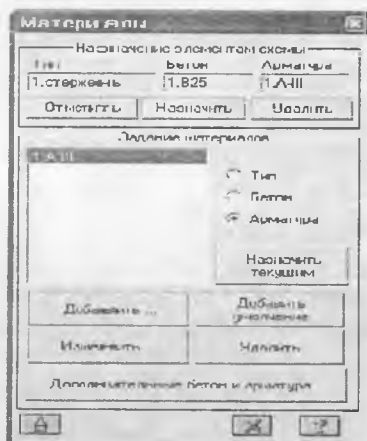 Материалы
Назначение элементам схемы
Тип Бетон Арматура
1.стержень 1.B25 1.A-III
Отметить Назначить Удалить
Задание материалов
1.A-III
Тип
Бетон
Арматура
Назначить
текущим
Добавить ... Добавить
умолчание
Изменить Удалить
Дополнительные бетон и арматура
?